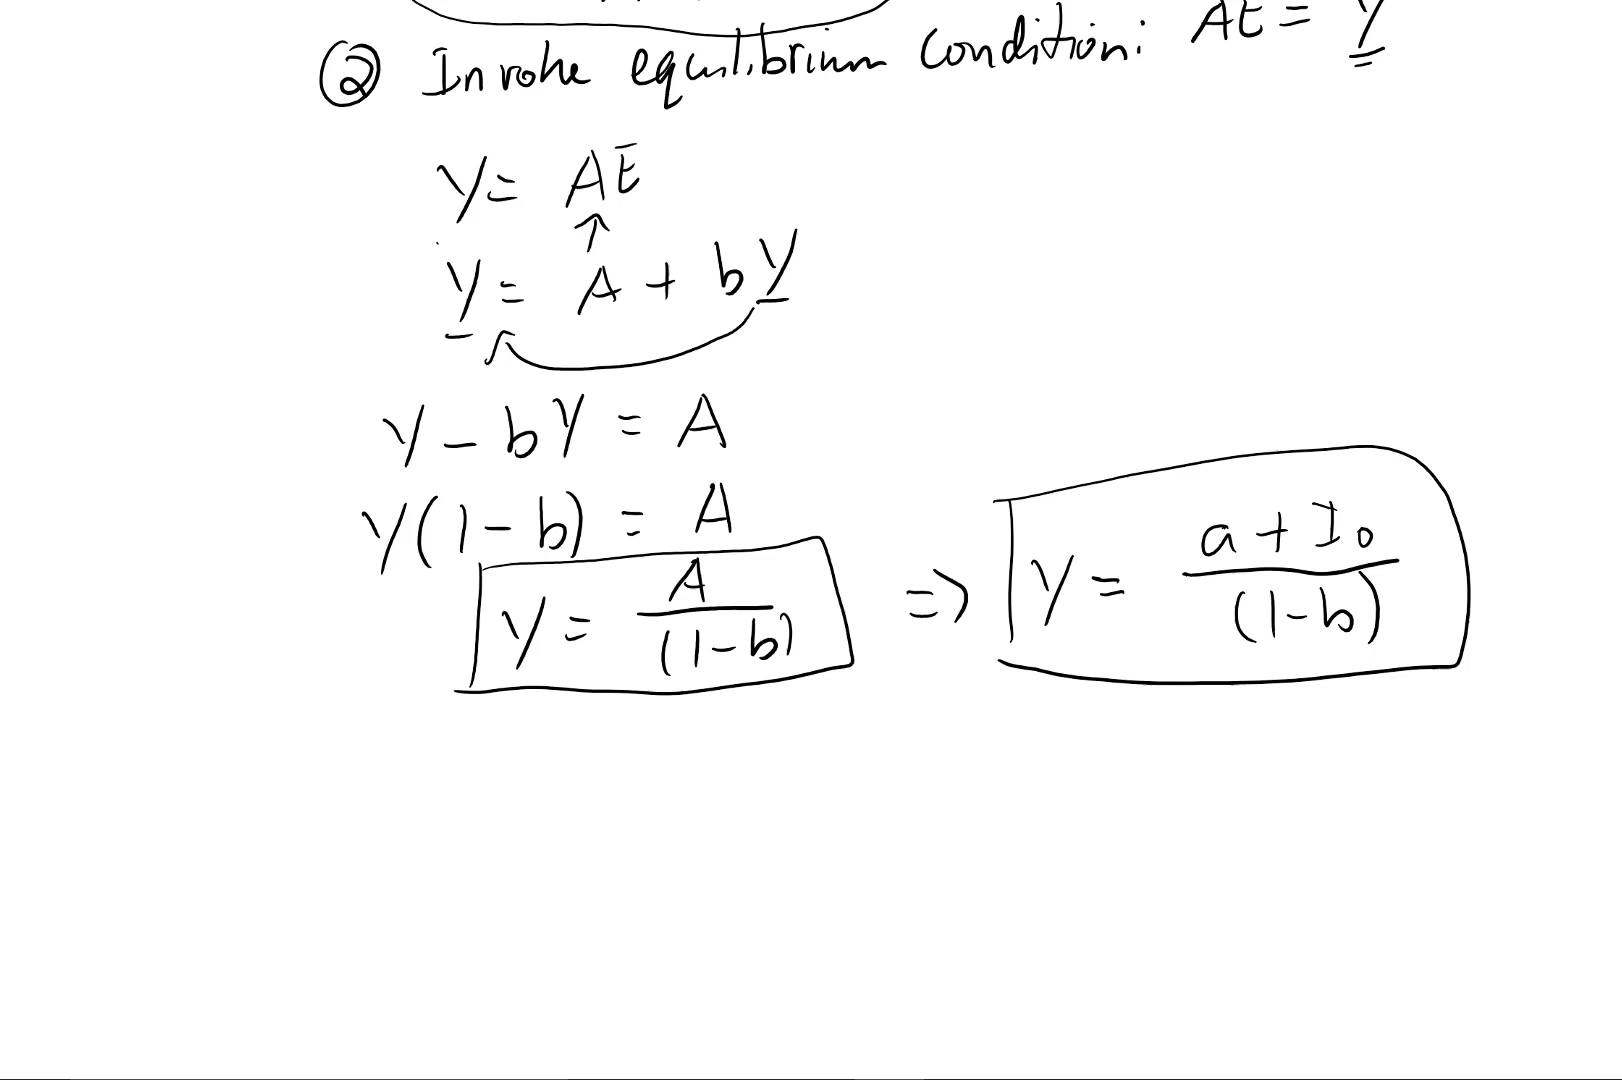 ② Invoke equilibrium condition: AE = Y
Y = AE
↑
Y = A + bY
Y - bY = A
Y(1-b) = A
Y = A/(1-b) => Y = a + I₀/(1-b)